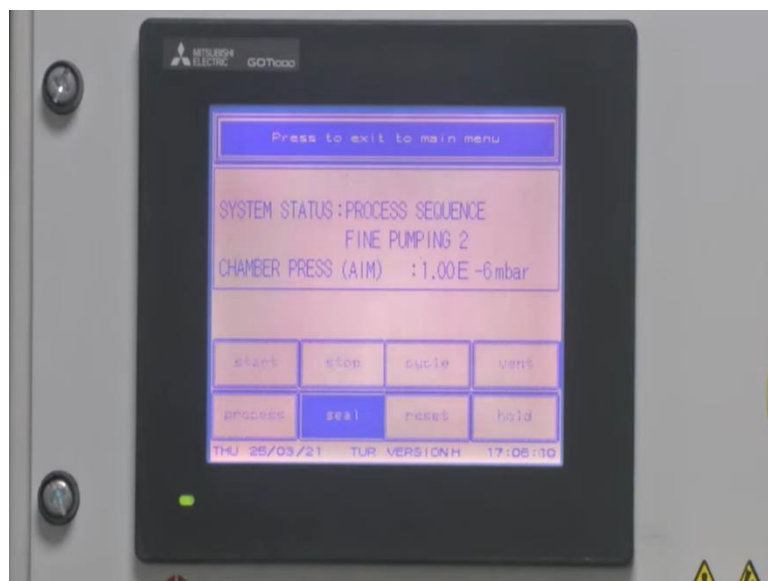 MITSUBISHI
ELECTRIC GOT1000
Press to exit to main menu
SYSTEM STATUS:PROCESS SEQUENCE
FINE PUMPING 2
CHAMBER PRESS (AIM) :1.00E-6mbar
start stop cycle vent
process seal reset hold
THU 25/03/21 TUR VERSION H 17:06:10